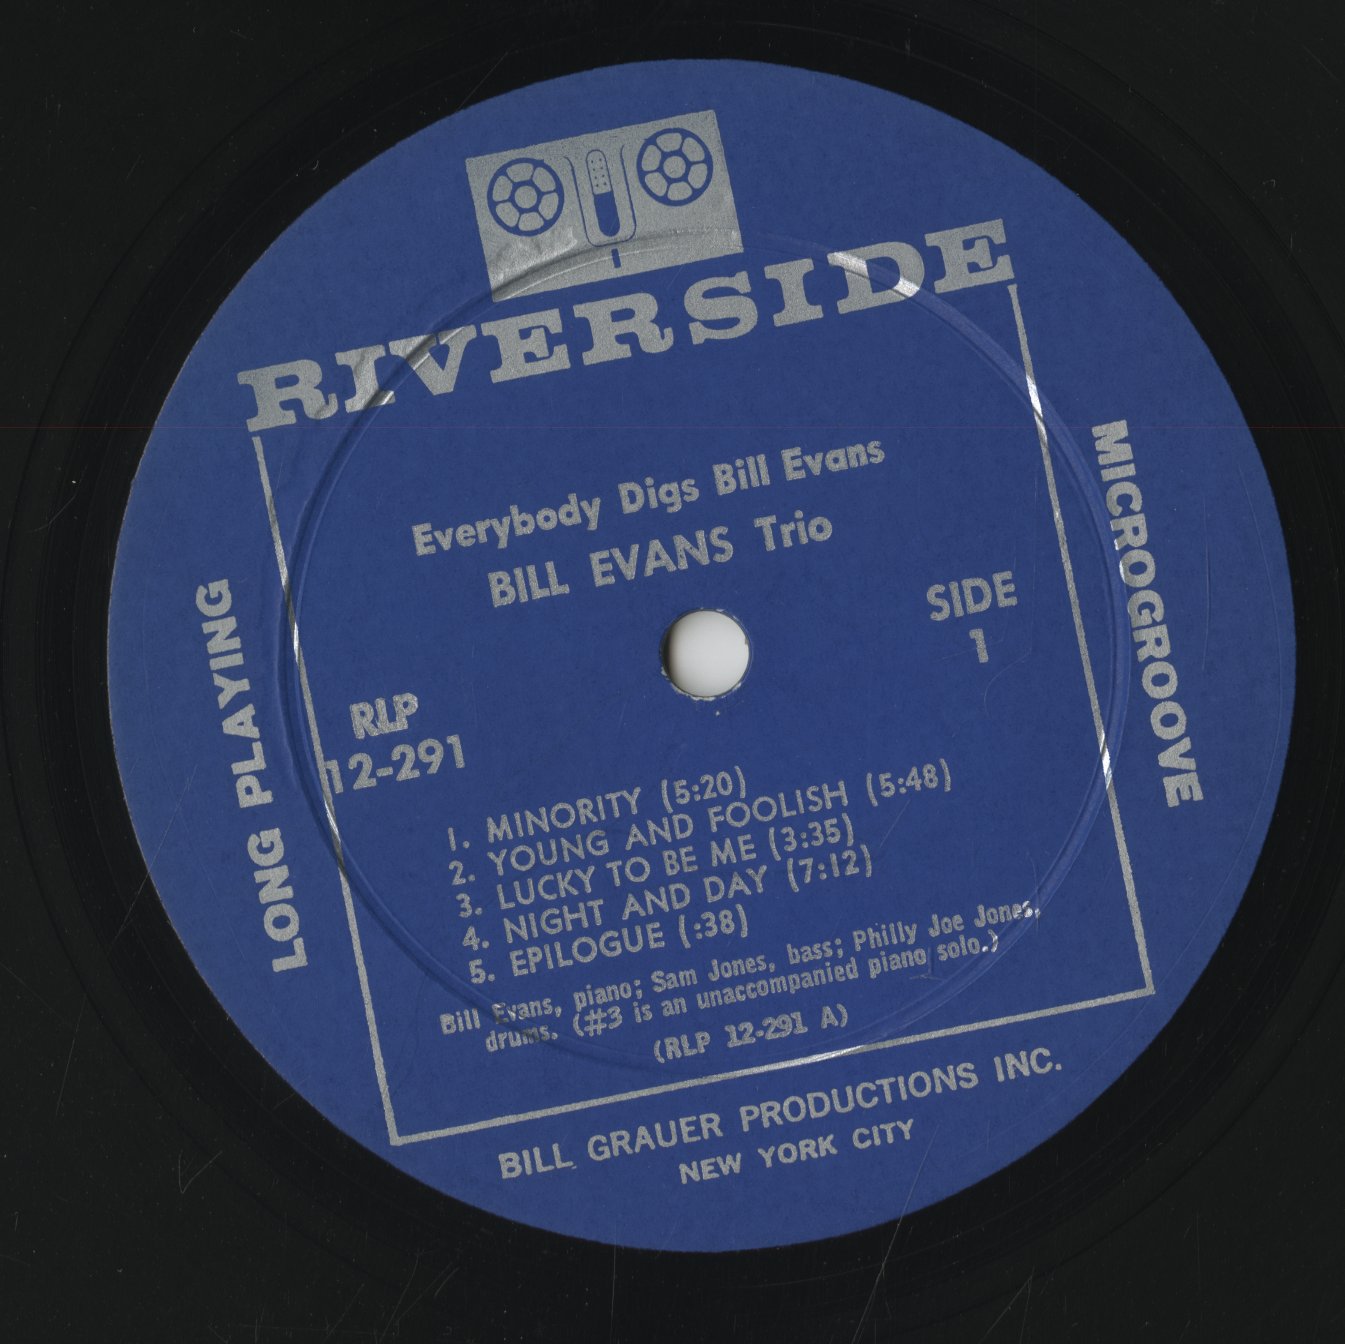 RIVERSIDE
Everybody Digs Bill Evans
BILL EVANS Trio
SIDE
1
RLP
12-291
LONG PLAYING
MICROGROOVE
1. MINORITY (5:20)
2. YOUNG AND FOOLISH (5:48)
3. LUCKY TO BE ME (3:35)
4. NIGHT AND DAY (7:12)
5. EPILOGUE (:38)
Bill Evans, piano; Sam Jones, bass; Philly Joe Jones,
drums. (#3 is an unaccompanied piano solo.)
(RLP 12-291 A)
BILL GRAUER PRODUCTIONS INC.
NEW YORK CITY